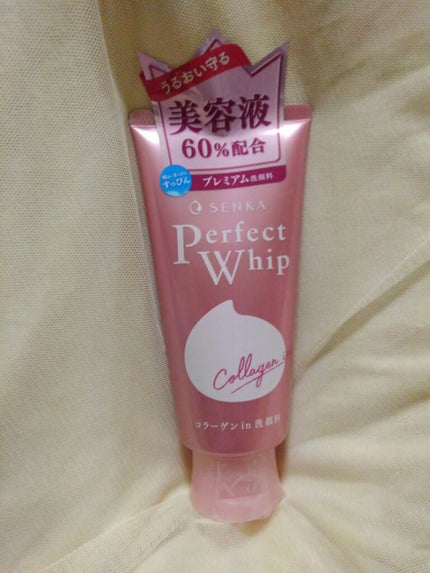 うるおい守る
美容液
60%配合
すっぴん
プレミアム洗顔料
SENKA
Perfect
Whip
Collagen in
コラーゲンin洗顔料